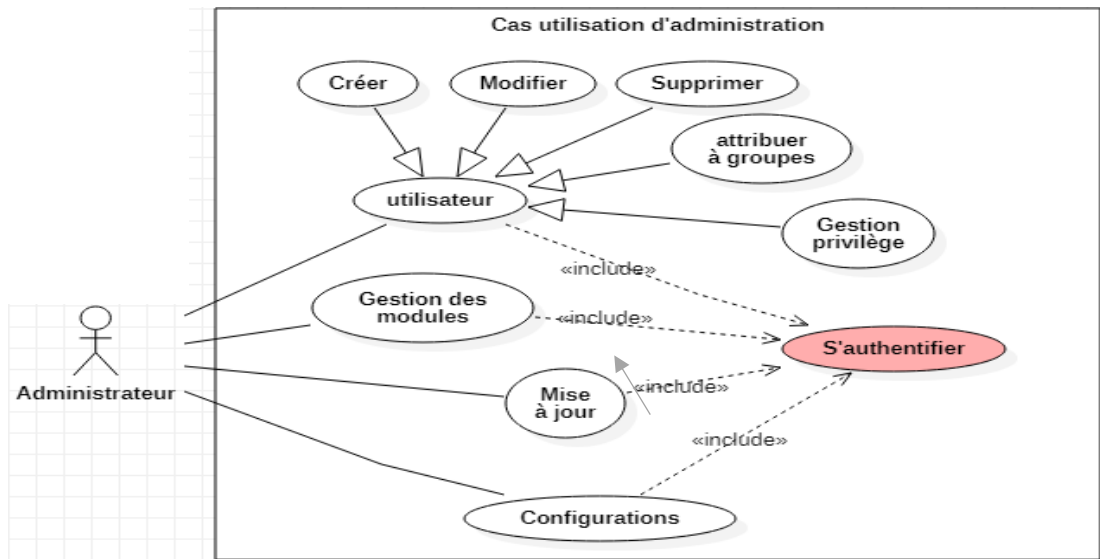 Cas utilisation d'administration
Créer
Modifier
Supprimer
attribuer
à groupes
utilisateur
Gestion
privilège
«include»
Gestion des
modules
«include»
S'authentifier
Administrateur
Mise
à jour
«include»
«include»
Configurations